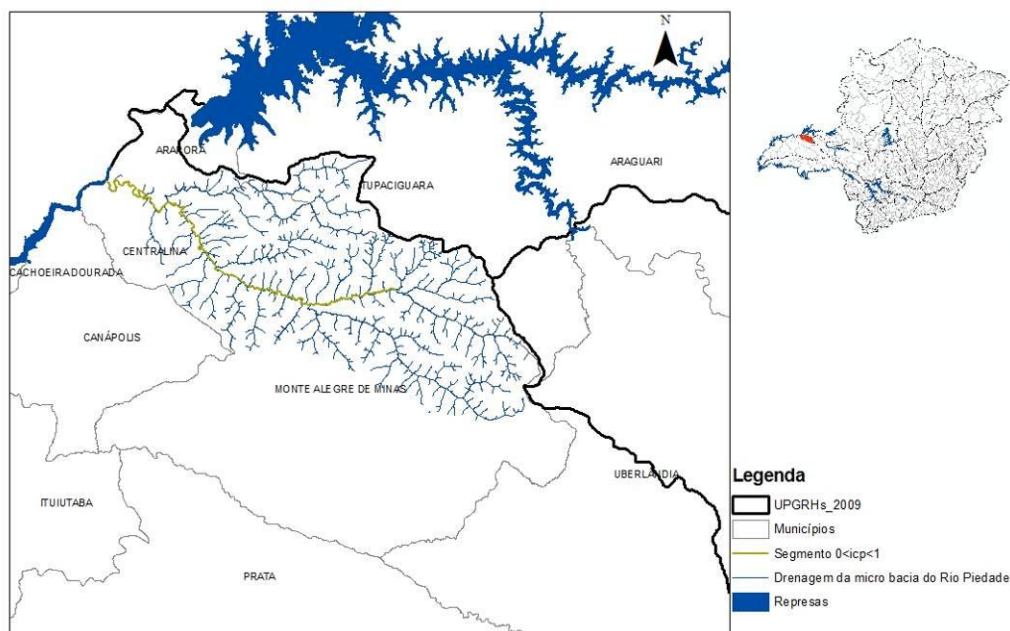 N
ARAPORÃ
ARAGUARI
TUPACIGUARA
CENTRALINA
CACHOEIRA DOURADA
CANÁPOLIS
MONTE ALEGRE DE MINAS
UBERLÂNDIA
ITUIUTABA
PRATA
Legenda
UPGRHs_2009
Municípios
Segmento 0<icp<1
Drenagem da micro bacia do Rio Piedade
Represas